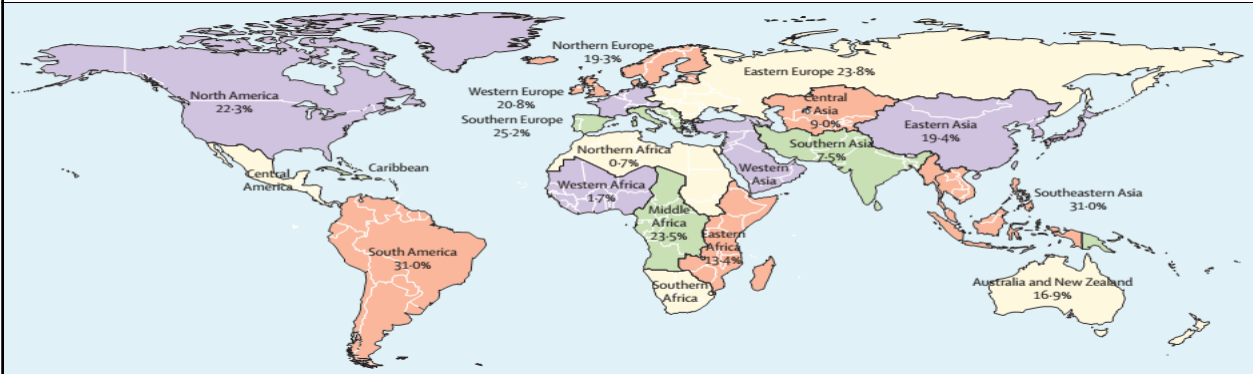 Northern Europe
19·3%
Eastern Europe 23·8%
North America
22·3%
Western Europe
20·8%
Southern Europe
25·2%
Central
Asia
9·0%
Eastern Asia
19·4%
Northern Africa
0·7%
Southern Asia
7·5%
Central
America
Caribbean
Western Africa
1·7%
Western
Asia
Southeastern Asia
31·0%
Middle
Africa
23·5%
Eastern
Africa
13·4%
South America
31·0%
Southern
Africa
Australia and New Zealand
16·9%